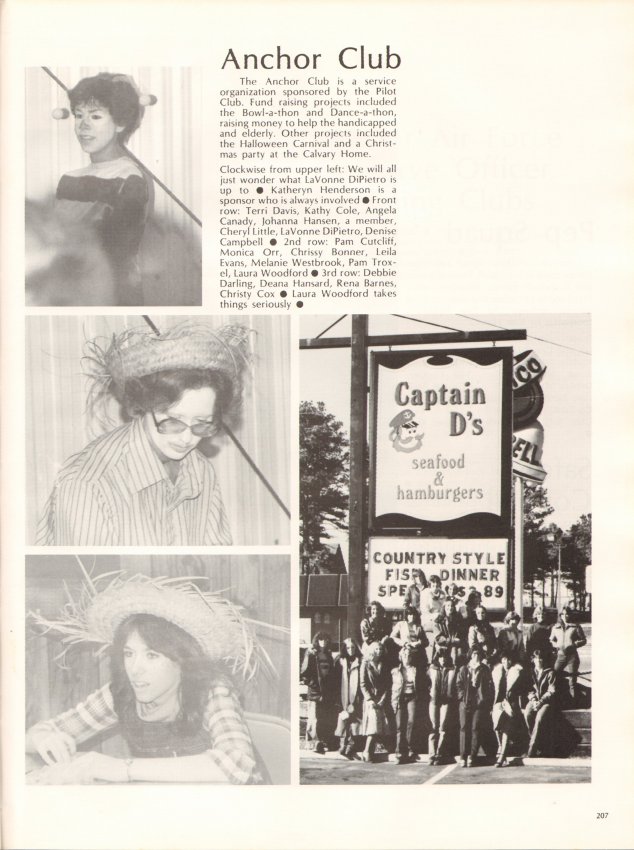 Anchor Club
The Anchor Club is a service
organization sponsored by the Pilot
Club. Fund raising projects included
the Bowl-a-thon and Dance-a-thon,
raising money to help the handicapped
and elderly. Other projects included
the Halloween Carnival and a Christ-
mas party at the Calvary Home.
Clockwise from upper left: We will all
just wonder what LaVonne DiPietro is
up to ● Katheryn Henderson is a
sponsor who is always involved ● Front
row: Terri Davis, Kathy Cole, Angela
Canady, Johanna Hansen, a member,
Cheryl Little, LaVonne DiPietro, Denise
Campbell ● 2nd row: Pam Cutcliff,
Monica Orr, Chrissy Bonner, Leila
Evans, Melanie Westbrook, Pam Trox-
el, Laura Woodford ● 3rd row: Debbie
Darling, Deana Hansard, Rena Barnes,
Christy Cox ● Laura Woodford takes
things seriously ●
Captain
D's
seafood
&
hamburgers
COUNTRY STYLE
FISH DINNER
89
207